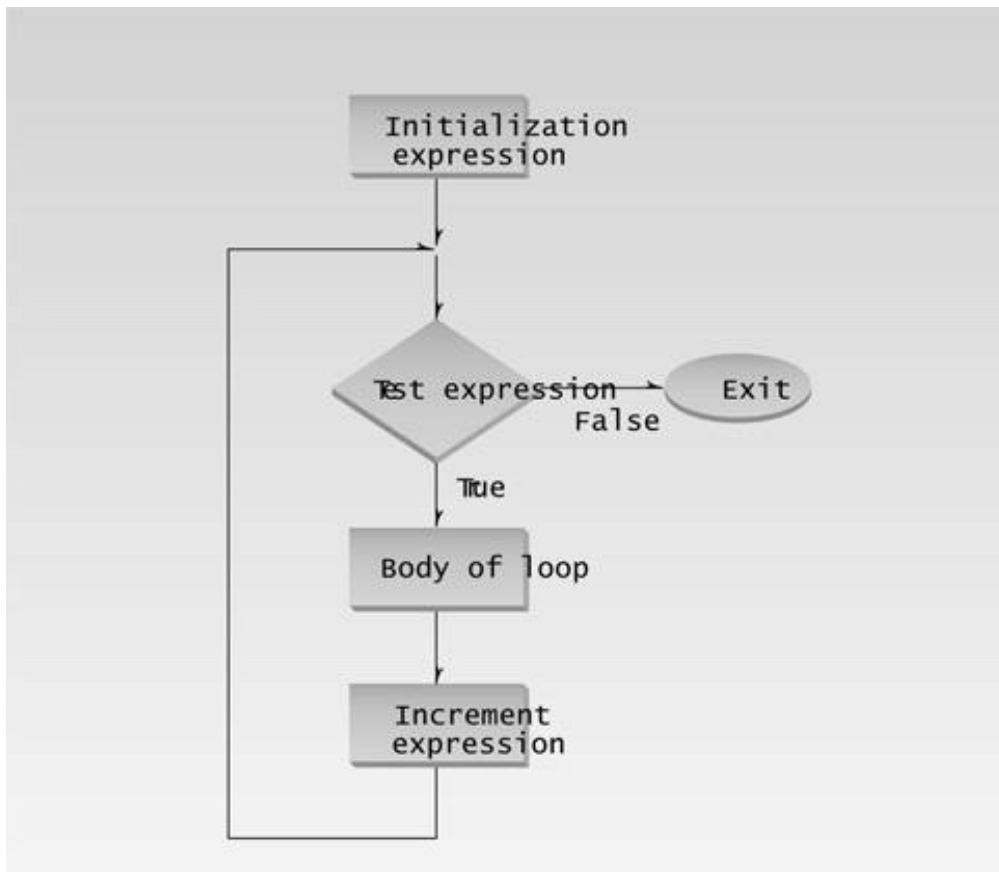 Initialization
expression
Test expression
Exit
False
True
Body of loop
Increment
expression